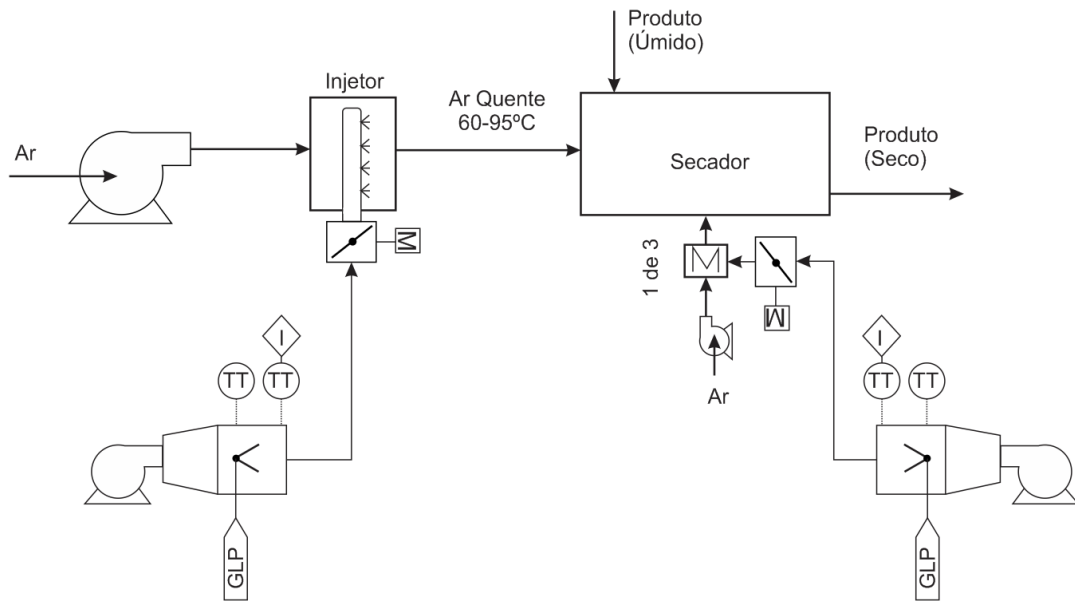 Produto
(Úmido)
Injetor
Ar Quente
60-95ºC
Produto
(Seco)
Ar
Secador
M
1 de 3
M
M
I
I
TT
TT
TT
TT
Ar
GLP
GLP